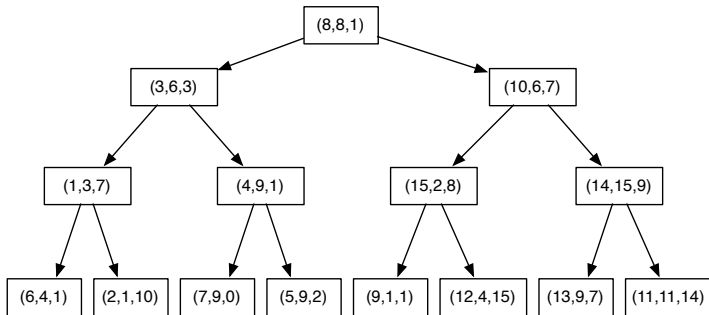 (8,8,1)
(3,6,3) (10,6,7)
(1,3,7) (4,9,1) (15,2,8) (14,15,9)
(6,4,1) (2,1,10) (7,9,0) (5,9,2) (9,1,1) (12,4,15) (13,9,7) (11,11,14)